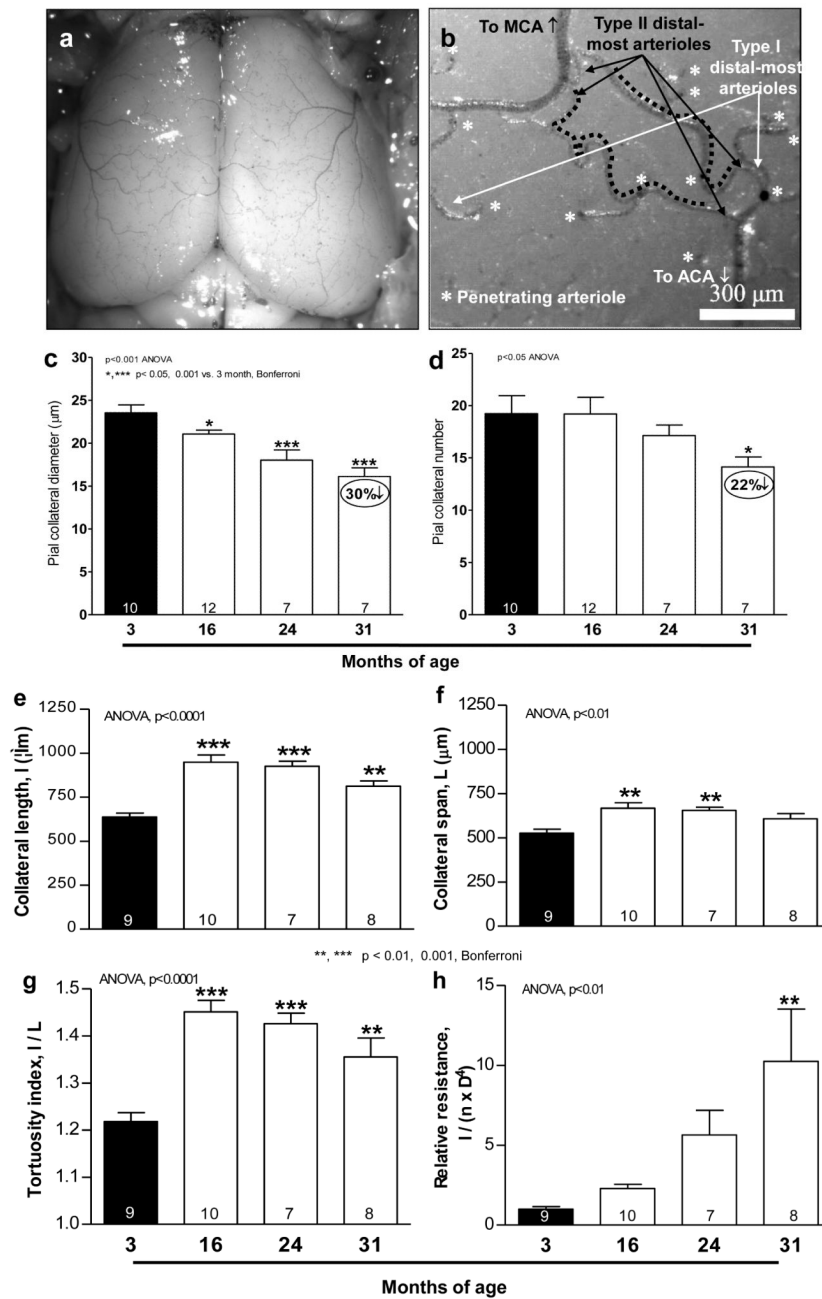 a
b
To MCA ↑
Type II distal-
most arterioles
Type I
distal-most
arterioles
* * * * * * * * * * *
To ACA ↓
* Penetrating arteriole
300 µm
c
p<0.001 ANOVA
*,*** p< 0.05, 0.001 vs. 3 month, Bonferroni
Pial collateral diameter (µm)
30
25
20
15
10
5
0
*
***
***
30%↓
10
12
7
7
3
16
24
31
d
p<0.05 ANOVA
Pial collateral number
25
20
15
10
5
0
*
22%↓
10
12
7
7
3
16
24
31
Months of age
e
ANOVA, p<0.0001
Collateral length, l (µm)
1250
1000
750
500
250
0
***
***
**
9
10
7
8
f
ANOVA, p<0.01
Collateral span, L (µm)
1250
1000
750
500
250
0
**
**
9
10
7
8
**, *** p < 0.01, 0.001, Bonferroni
g
ANOVA, p<0.0001
Tortuosity index, l / L
1.5
1.4
1.3
1.2
1.1
1.0
***
***
**
9
10
7
8
3
16
24
31
h
ANOVA, p<0.01
Relative resistance,
l / (n x D4)
15
10
5
0
**
9
10
7
8
3
16
24
31
Months of age